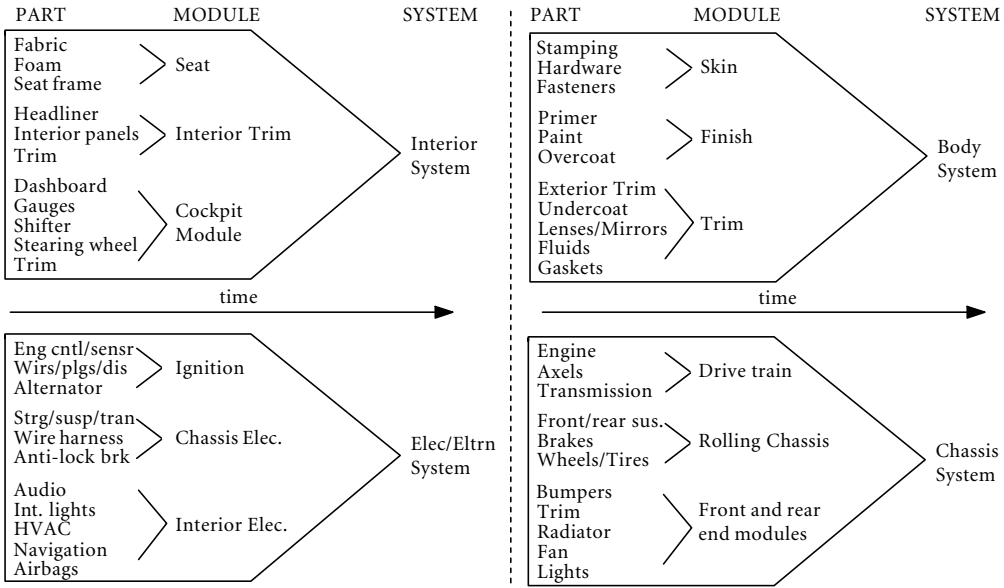 PART MODULE SYSTEM
Fabric
Foam
Seat frame
Seat
Headliner
Interior panels
Trim
Interior Trim
Dashboard
Gauges
Shifter
Stearing wheel
Trim
Cockpit
Module
Interior
System
time
Eng cntl/sensr
Wirs/plgs/dis
Alternator
Ignition
Strg/susp/tran
Wire harness
Anti-lock brk
Chassis Elec.
Audio
Int. lights
HVAC
Navigation
Airbags
Interior Elec.
Elec/Eltrn
System
PART MODULE SYSTEM
Stamping
Hardware
Fasteners
Skin
Primer
Paint
Overcoat
Finish
Exterior Trim
Undercoat
Lenses/Mirrors
Fluids
Gaskets
Trim
Body
System
time
Engine
Axels
Transmission
Drive train
Front/rear sus.
Brakes
Wheels/Tires
Rolling Chassis
Bumpers
Trim
Radiator
Fan
Lights
Front and rear
end modules
Chassis
System